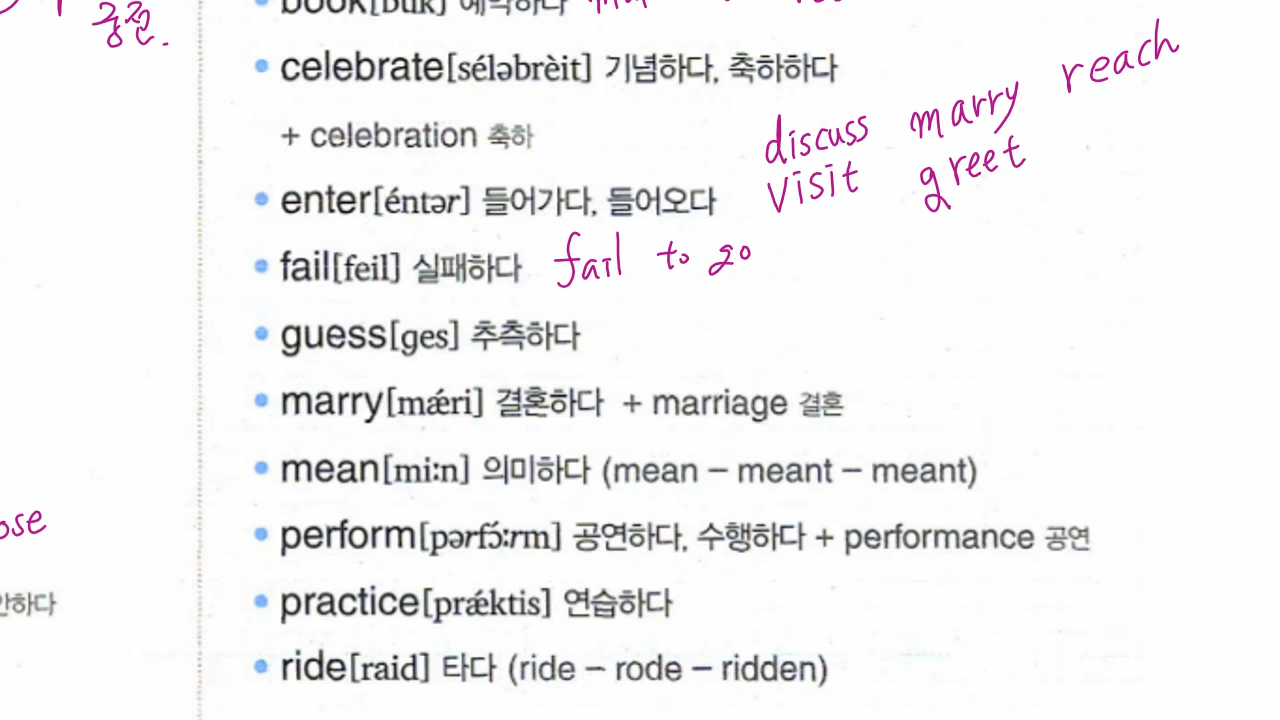 궁전.
book[buk] 예약하다
celebrate[séləbrèit] 기념하다, 축하하다
+ celebration 축하
discuss marry reach
visit greet
enter[éntər] 들어가다, 들어오다
fail[feil] 실패하다 fail to go
guess[ges] 추측하다
marry[mǽri] 결혼하다 + marriage 결혼
mean[miːn] 의미하다 (mean – meant – meant)
ose
perform[pərfɔ́ːrm] 공연하다, 수행하다 + performance 공연
practice[prǽktis] 연습하다
안하다
ride[raid] 타다 (ride – rode – ridden)